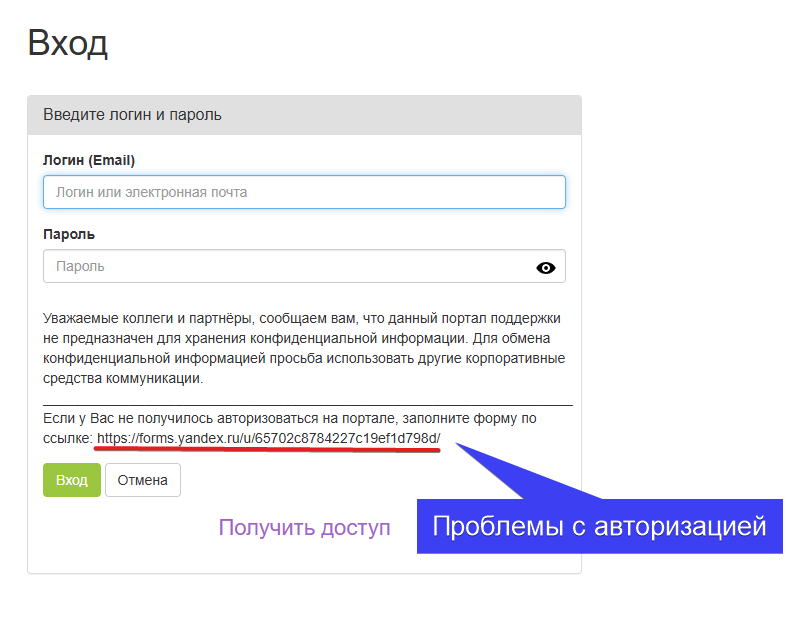 Вход
Введите логин и пароль
Логин (Email)
Логин или электронная почта
Пароль
Пароль
Уважаемые коллеги и партнёры, сообщаем вам, что данный портал поддержки
не предназначен для хранения конфиденциальной информации. Для обмена
конфиденциальной информацией просьба использовать другие корпоративные
средства коммуникации.
Если у Вас не получилось авторизоваться на портале, заполните форму по
ссылке: https://forms.yandex.ru/u/65702c8784227c19ef1d798d/
Вход Отмена
Получить доступ
Проблемы с авторизацией